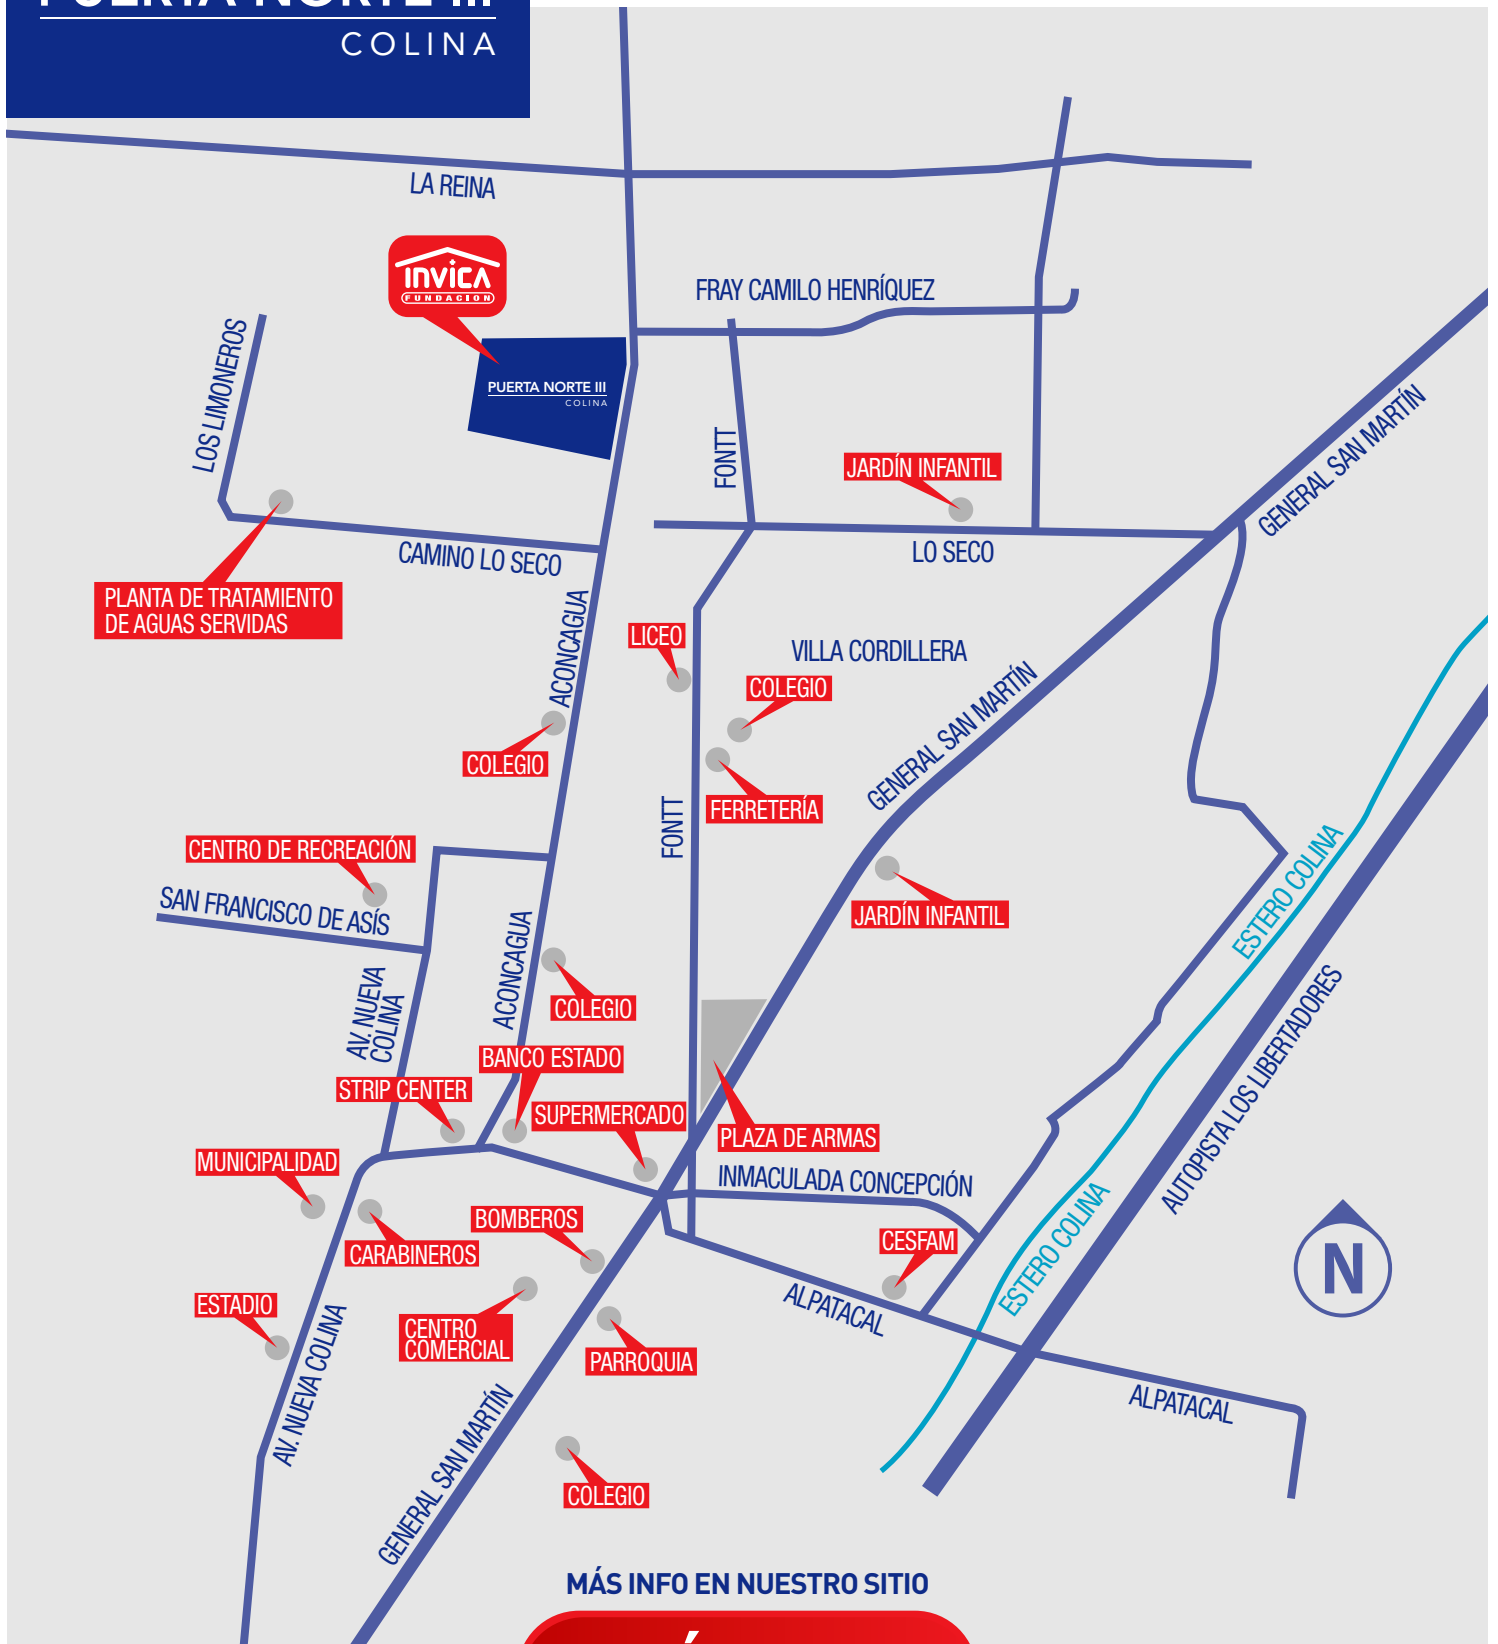 PUERTA NORTE III
COLINA
LA REINA
INVICA
FUNDACION
FRAY CAMILO HENRÍQUEZ
LOS LIMONEROS
PUERTA NORTE III
COLINA
GENERAL SAN MARTÍN
FONTT
JARDÍN INFANTIL
LO SECO
CAMINO LO SECO
PLANTA DE TRATAMIENTO
DE AGUAS SERVIDAS
ACONCAGUA
LICEO
VILLA CORDILLERA
COLEGIO
GENERAL SAN MARTÍN
COLEGIO
FERRETERÍA
FONTT
CENTRO DE RECREACIÓN
ESTERO COLINA
SAN FRANCISCO DE ASÍS
JARDÍN INFANTIL
ACONCAGUA
AV. NUEVA
COLINA
COLEGIO
AUTOPISTA LOS LIBERTADORES
BANCO ESTADO
STRIP CENTER
SUPERMERCADO
PLAZA DE ARMAS
MUNICIPALIDAD
INMACULADA CONCEPCIÓN
BOMBEROS
ESTERO COLINA
CARABINEROS
CESFAM
N
ESTADIO
ALPATACAL
CENTRO
COMERCIAL
AV. NUEVA COLINA
PARROQUIA
ALPATACAL
GENERAL SAN MARTÍN
COLEGIO
MÁS INFO EN NUESTRO SITIO